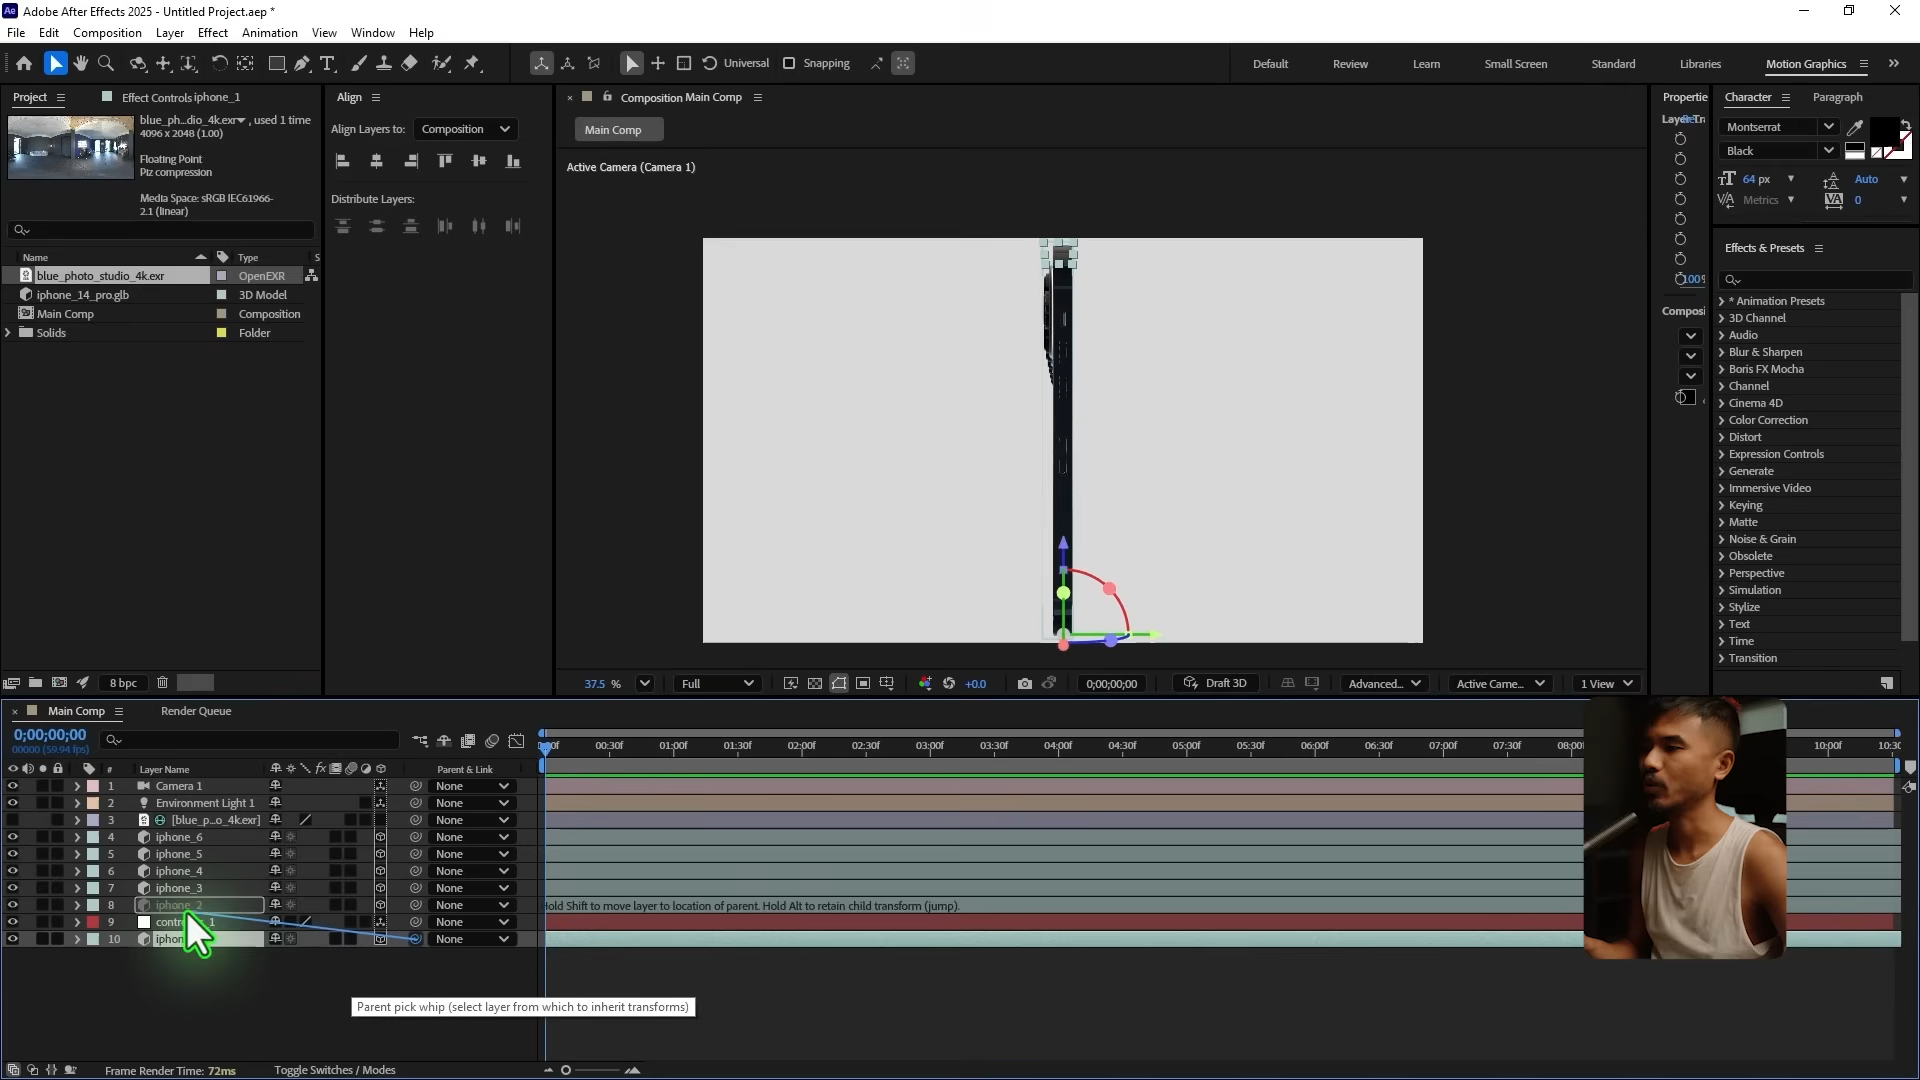 Ae Adobe After Effects 2025 - Untitled Project.aep *
File Edit Composition Layer Effect Animation View Window Help
Universal Snapping
Default Review Learn Small Screen Standard Libraries Motion Graphics
Project Effect Controls iphone_1
blue_ph...dio_4k.exr , used 1 time
4096 x 2048 (1.00)
Floating Point
Piz compression
Media Space: sRGB IEC61966-
2.1 (linear)
Name Type S
blue_photo_studio_4k.exr OpenEXR
iphone_14_pro.glb 3D Model
Main Comp Composition
Solids Folder
8 bpc
Align
Align Layers to: Composition
Distribute Layers:
Composition Main Comp
Main Comp
Active Camera (Camera 1)
37.5 % Full +0.0 0;00;00;00 Draft 3D Advanced... Active Came... 1 View
Propertie
100%
Composi
Character Paragraph
Montserrat
Black
64 px Auto
Metrics 0
Effects & Presets
* Animation Presets
3D Channel
Audio
Blur & Sharpen
Boris FX Mocha
Channel
Cinema 4D
Color Correction
Distort
Expression Controls
Generate
Immersive Video
Keying
Matte
Noise & Grain
Obsolete
Perspective
Simulation
Stylize
Text
Time
Transition
Main Comp Render Queue
0;00;00;00
00000 (59.94 fps)
00:30f 01:00f 01:30f 02:00f 02:30f 03:00f 03:30f 04:00f 04:30f 05:00f 05:30f 06:00f 06:30f 07:00f 07:30f 10:00f
# Layer Name fx Parent & Link
1 Camera 1 None
2 Environment Light 1 None
3 [blue_p...o_4k.exr] None
4 iphone_6 None
5 iphone_5 None
6 iphone_4 None
7 iphone_3 None
8 iphone_2 None
Hold Shift to move layer to location of parent. Hold Alt to retain child transform (jump).
9 None
10 None
Parent pick whip (select layer from which to inherit transforms)
Frame Render Time: 72ms Toggle Switches / Modes